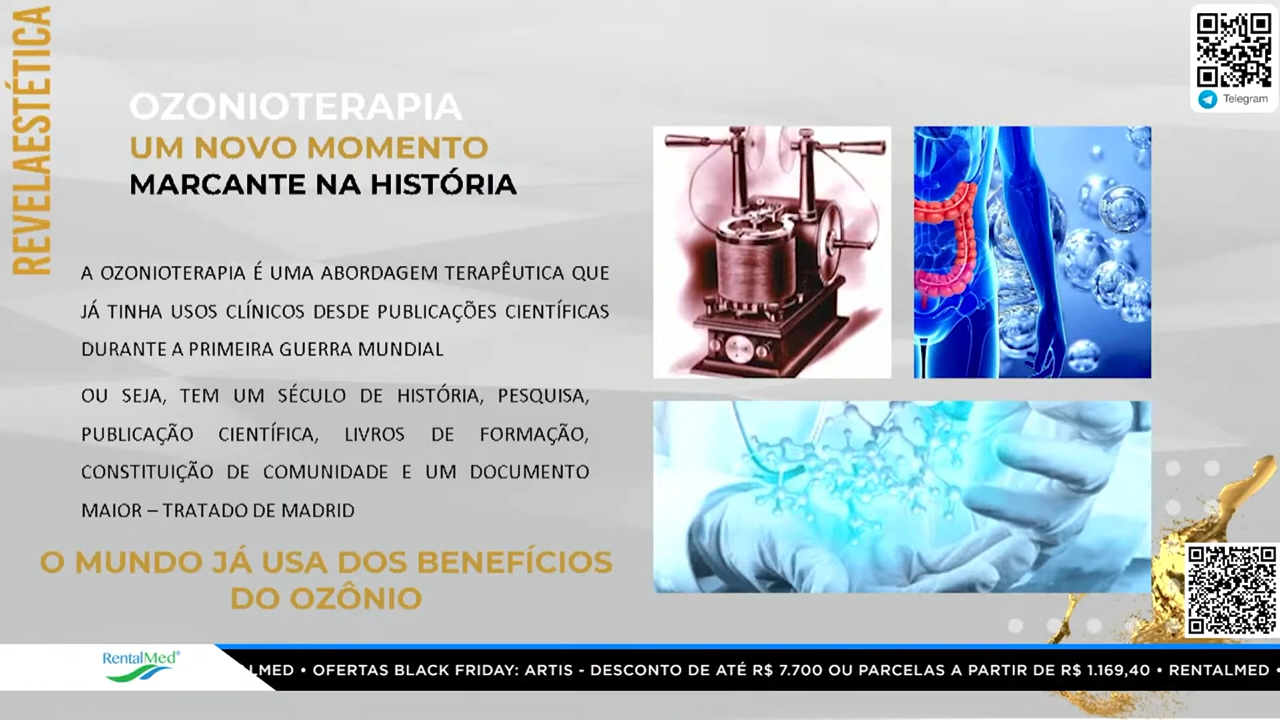 REVELAESTÉTICA
Telegram
OZONIOTERAPIA
UM NOVO MOMENTO
MARCANTE NA HISTÓRIA
A OZONIOTERAPIA É UMA ABORDAGEM TERAPÊUTICA QUE
JÁ TINHA USOS CLÍNICOS DESDE PUBLICAÇÕES CIENTÍFICAS
DURANTE A PRIMEIRA GUERRA MUNDIAL
OU SEJA, TEM UM SÉCULO DE HISTÓRIA, PESQUISA,
PUBLICAÇÃO CIENTÍFICA, LIVROS DE FORMAÇÃO,
CONSTITUIÇÃO DE COMUNIDADE E UM DOCUMENTO
MAIOR – TRATADO DE MADRID
O MUNDO JÁ USA DOS BENEFÍCIOS
DO OZÔNIO
RentalMed®
LMED • OFERTAS BLACK FRIDAY: ARTIS - DESCONTO DE ATÉ R$ 7.700 OU PARCELAS A PARTIR DE R$ 1.169,40 • RENTALMED •